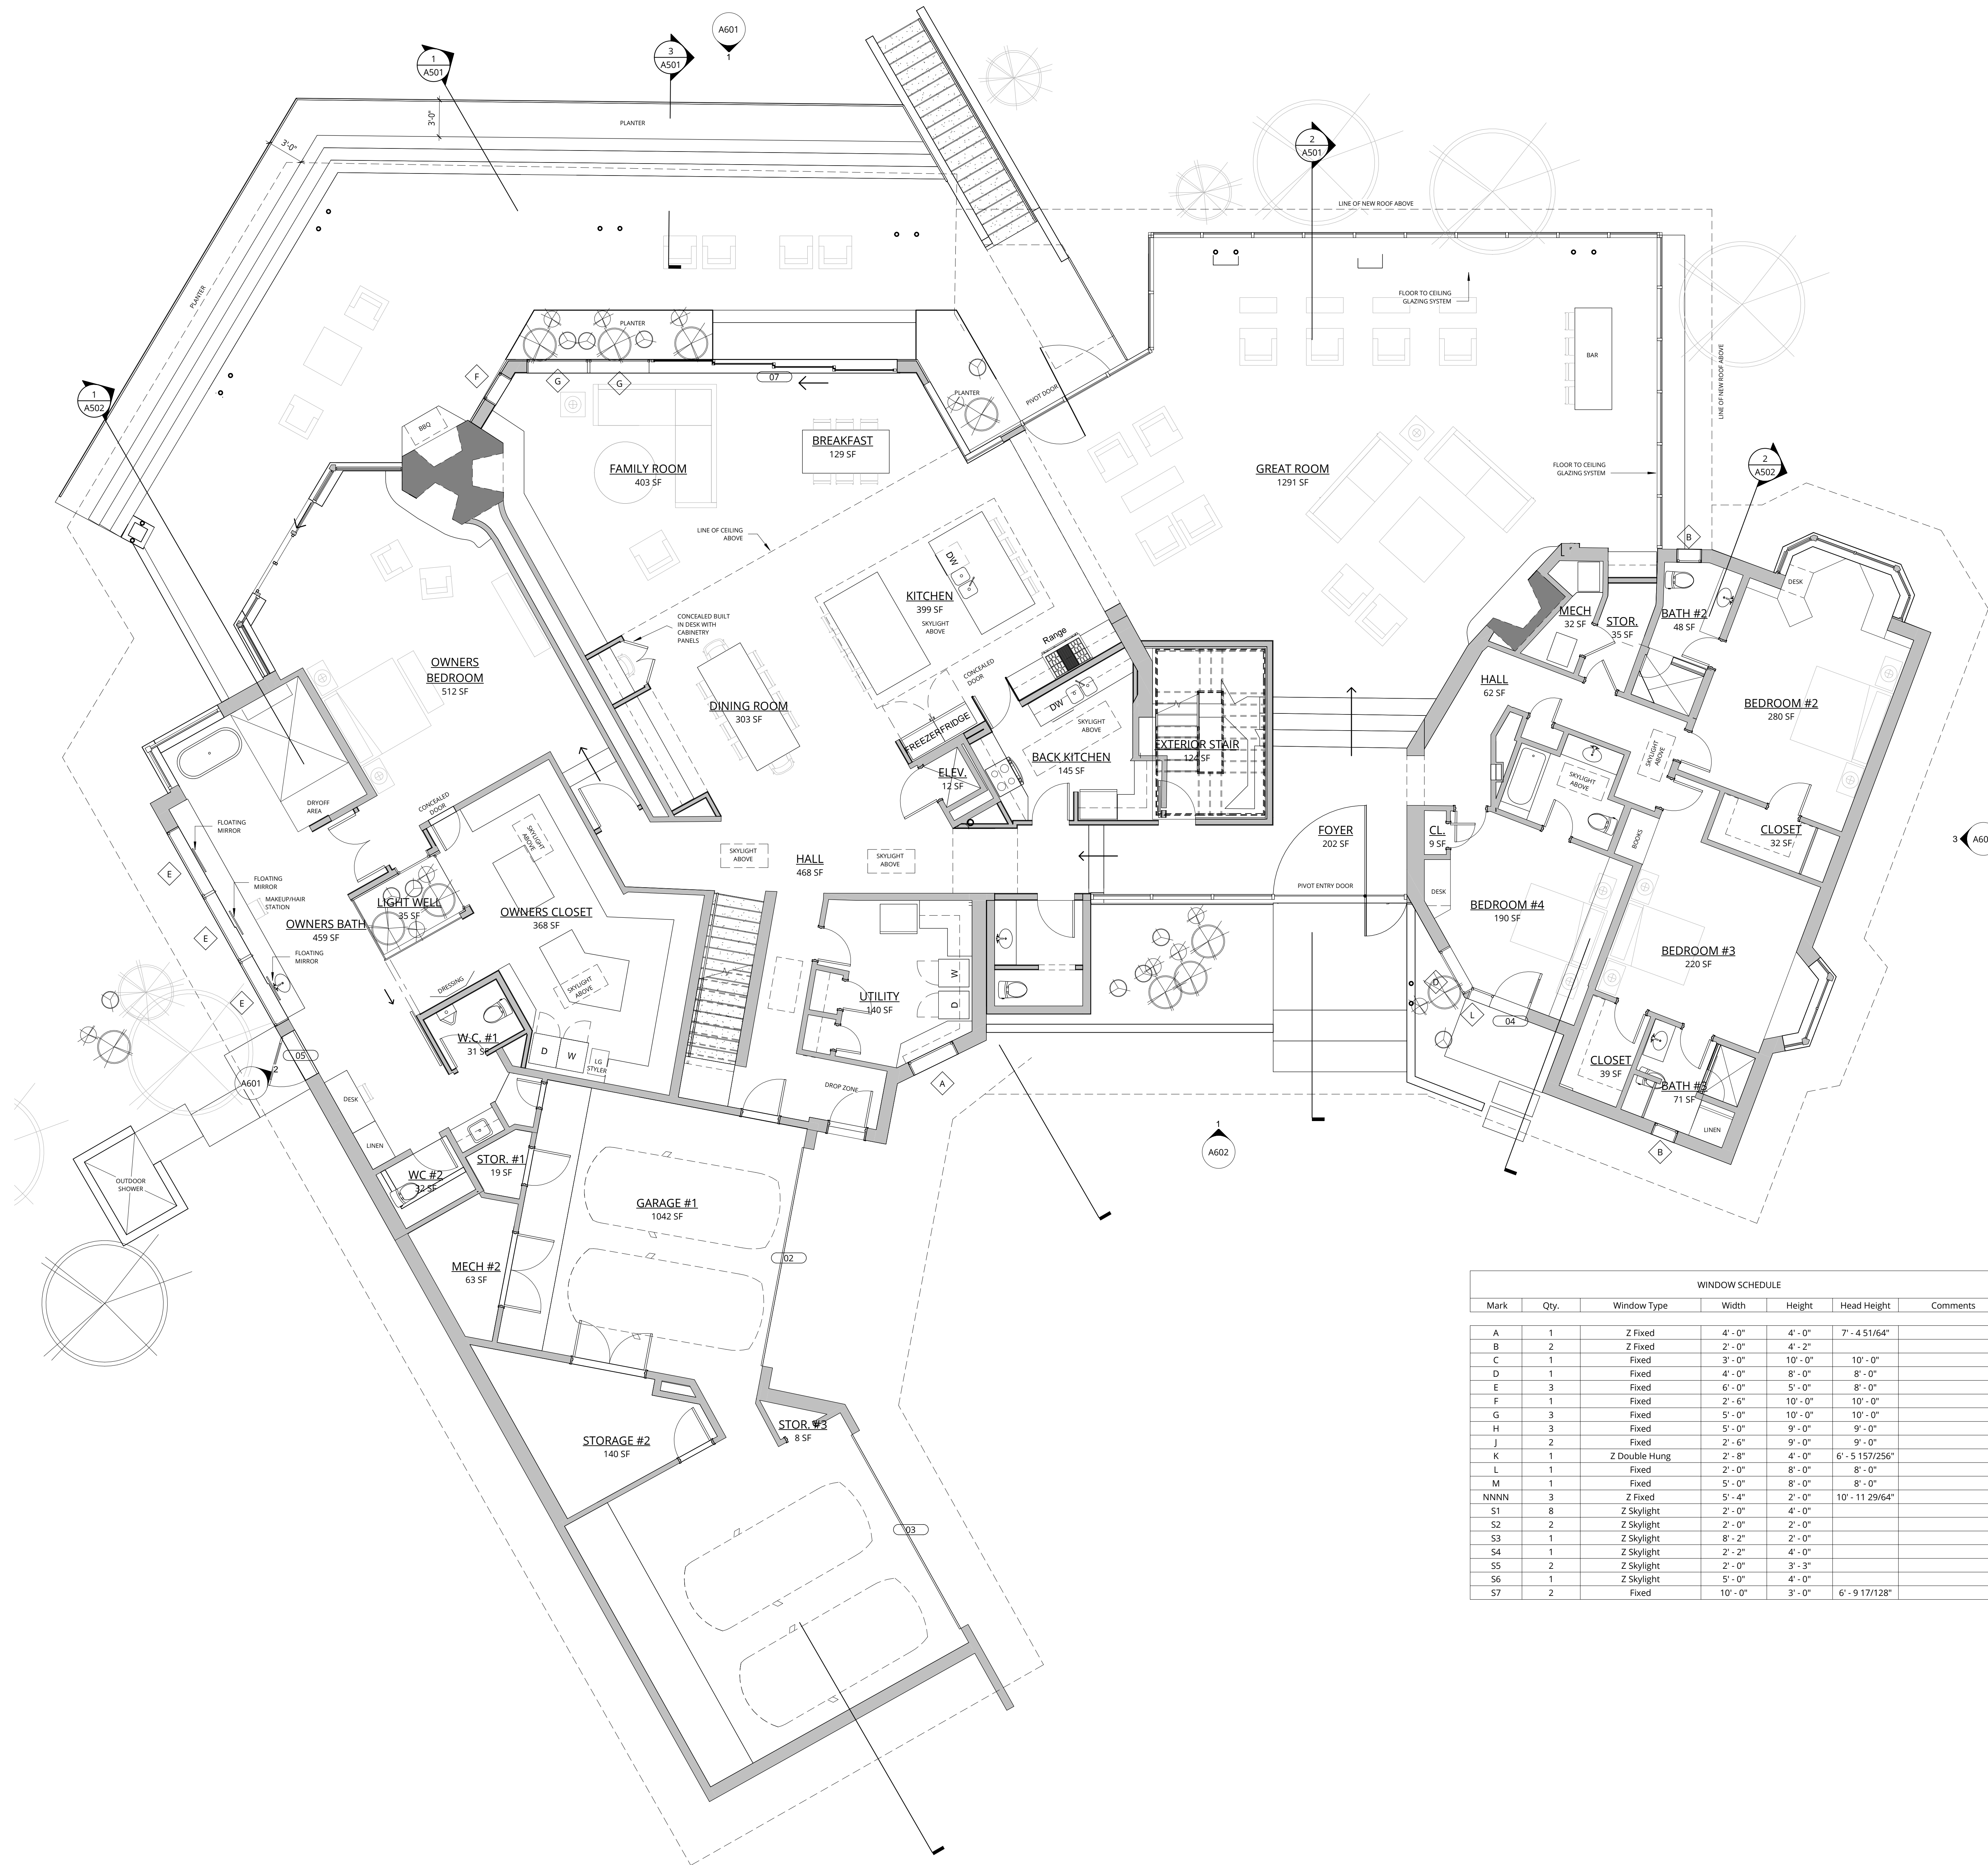 A601
1
3
A501
1
A501
3'-0"
3'-0"
PLANTER
2
A501
LINE OF NEW ROOF ABOVE
PLANTER
FLOOR TO CEILING
GLAZING SYSTEM
LINE OF NEW ROOF ABOVE
BAR
PLANTER
F
G
G
07
PLANTER
PIVOT DOOR
1
A502
BBQ
BREAKFAST
129 SF
FAMILY ROOM
403 SF
GREAT ROOM
1291 SF
FLOOR TO CEILING
GLAZING SYSTEM
2
A502
LINE OF CEILING
ABOVE
B
DW
KITCHEN
399 SF
SKYLIGHT
ABOVE
DESK
MECH
32 SF
STOR.
35 SF
BATH #2
48 SF
CONCEALED BUILT
IN DESK WITH
CABINETRY
PANELS
Range
CONCEALED
DOOR
OWNERS
BEDROOM
512 SF
HALL
62 SF
DINING ROOM
303 SF
DW
FREEZER
FRIDGE
SKYLIGHT
ABOVE
BEDROOM #2
280 SF
EXTERIOR STAIR
124 SF
BACK KITCHEN
145 SF
ELEV.
12 SF
SKYLIGHT
ABOVE
SKYLIGHT
ABOVE
DRYOFF
AREA
CONCEALED
DOOR
FLOATING
MIRROR
SKYLIGHT
ABOVE
SKYLIGHT
ABOVE
HALL
468 SF
SKYLIGHT
ABOVE
FOYER
202 SF
CL.
9 SF
BOOKS
CLOSET
32 SF
3
E
FLOATING
MIRROR
MAKEUP/HAIR
STATION
PIVOT ENTRY DOOR
DESK
LIGHT WELL
35 SF
OWNERS CLOSET
368 SF
BEDROOM #4
190 SF
OWNERS BATH
459 SF
E
FLOATING
MIRROR
BEDROOM #3
220 SF
DRESSING
SKYLIGHT
ABOVE
W
D
UTILITY
140 SF
D
E
L
04
W.C. #1
31 SF
D
W
LG
STYLER
05
A601
2
A
DROP ZONE
CLOSET
39 SF
BATH #3
71 SF
DESK
LINEN
LINEN
1
A602
B
STOR. #1
19 SF
WC #2
32 SF
OUTDOOR
SHOWER
GARAGE #1
1042 SF
02
MECH #2
63 SF
STOR. #3
8 SF
STORAGE #2
140 SF
03
WINDOW SCHEDULE
Mark Qty. Window Type Width Height Head Height Comments
A 1 Z Fixed 4' - 0" 4' - 0" 7' - 4 51/64"
B 2 Z Fixed 2' - 0" 4' - 2"
C 1 Fixed 3' - 0" 10' - 0" 10' - 0"
D 1 Fixed 4' - 0" 8' - 0" 8' - 0"
E 3 Fixed 6' - 0" 5' - 0" 8' - 0"
F 1 Fixed 2' - 6" 10' - 0" 10' - 0"
G 3 Fixed 5' - 0" 10' - 0" 10' - 0"
H 3 Fixed 5' - 0" 9' - 0" 9' - 0"
J 2 Fixed 2' - 6" 9' - 0" 9' - 0"
K 1 Z Double Hung 2' - 8" 4' - 0" 6' - 5 157/256"
L 1 Fixed 2' - 0" 8' - 0" 8' - 0"
M 1 Fixed 5' - 0" 8' - 0" 8' - 0"
NNNN 3 Z Fixed 5' - 4" 2' - 0" 10' - 11 29/64"
S1 8 Z Skylight 2' - 0" 4' - 0"
S2 2 Z Skylight 2' - 0" 2' - 0"
S3 1 Z Skylight 8' - 2" 2' - 0"
S4 1 Z Skylight 2' - 2" 4' - 0"
S5 2 Z Skylight 2' - 0" 3' - 3"
S6 1 Z Skylight 5' - 0" 4' - 0"
S7 2 Fixed 10' - 0" 3' - 0" 6' - 9 17/128"